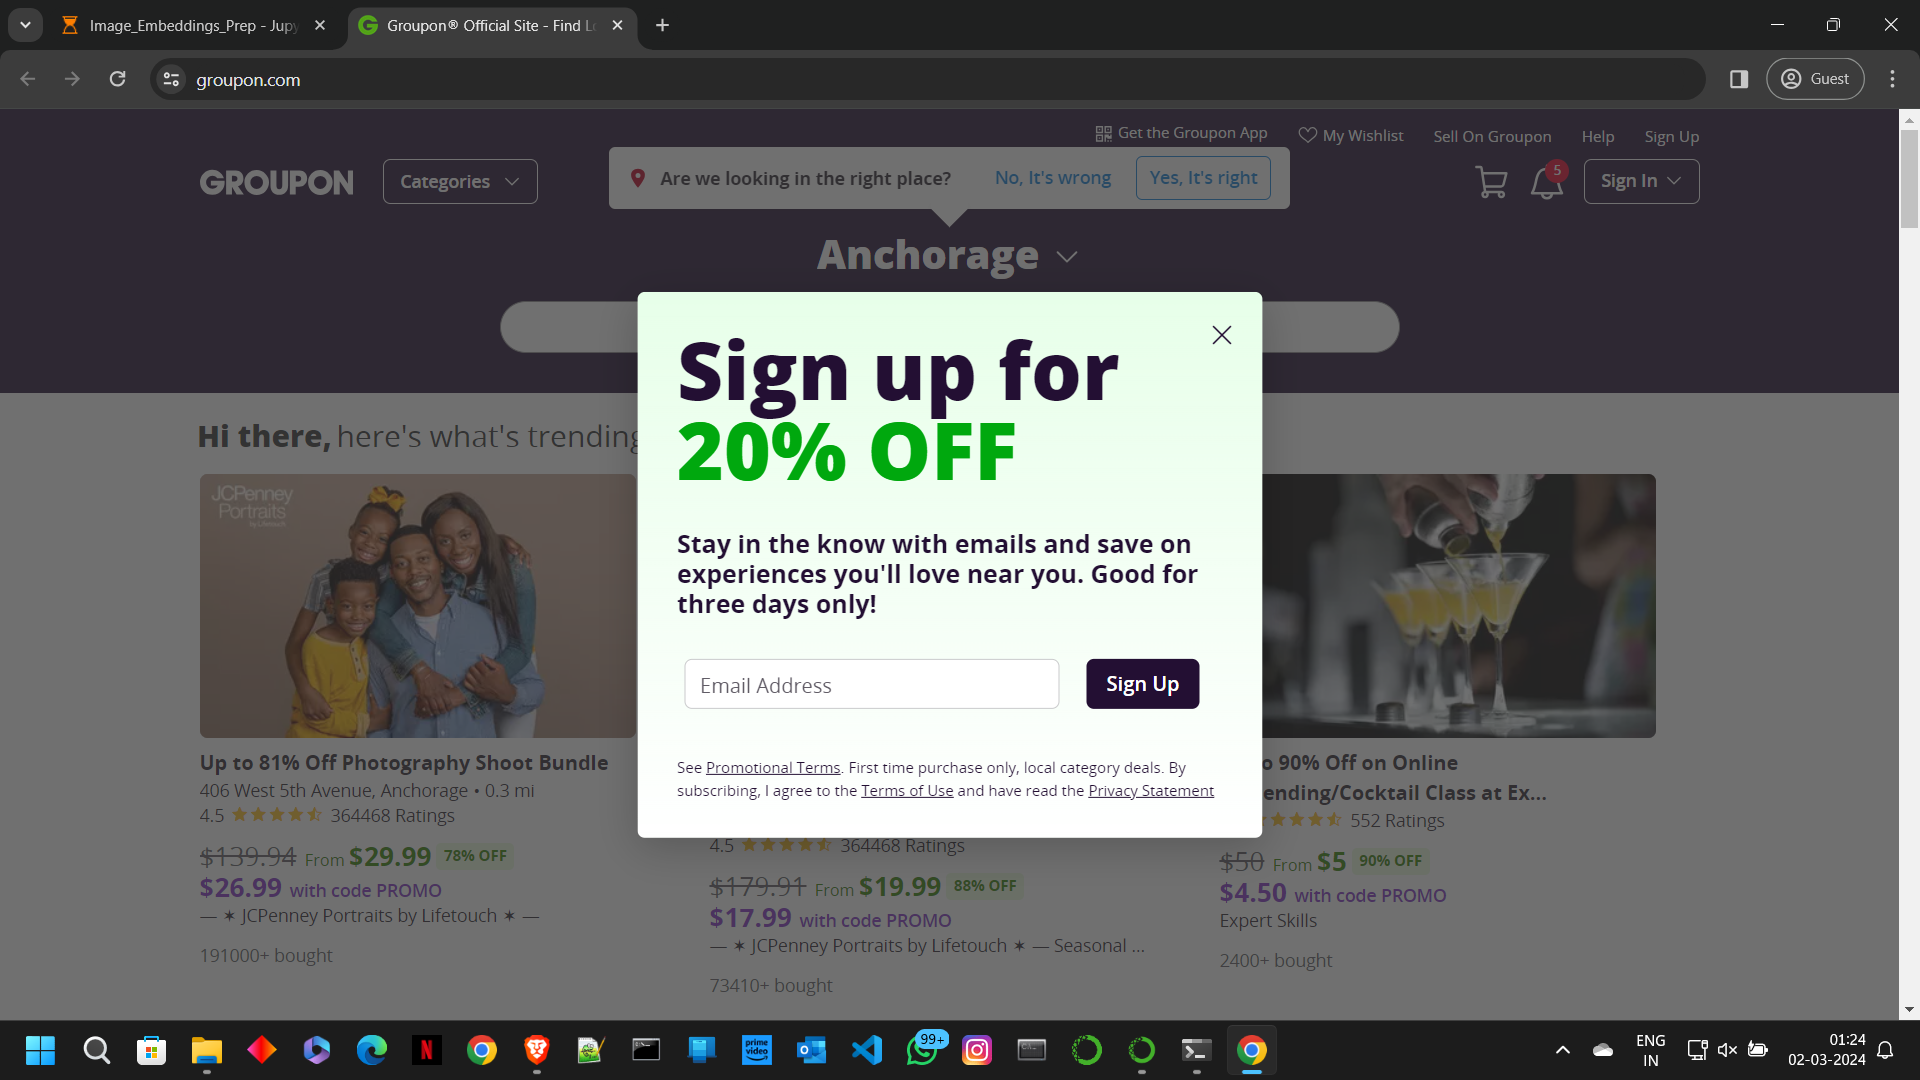 Image_Embeddings_Prep - Jupy
Groupon® Official Site - Find Lo
groupon.com
Guest
Get the Groupon App
My Wishlist
Sell On Groupon
Help
Sign Up
GROUPON
Categories
Are we looking in the right place?
No, It's wrong
Yes, It's right
5
Sign In
Anchorage
Sign up for
20% OFF
Stay in the know with emails and save on
experiences you'll love near you. Good for
three days only!
Email Address
Sign Up
See Promotional Terms. First time purchase only, local category deals. By
subscribing, I agree to the Terms of Use and have read the Privacy Statement
Hi there, here's what's trending
JCPenney
Portraits
by Lifetouch
Up to 81% Off Photography Shoot Bundle
406 West 5th Avenue, Anchorage • 0.3 mi
4.5 364468 Ratings
$139.94 From $29.99 78% OFF
$26.99 with code PROMO
— ✶ JCPenney Portraits by Lifetouch ✶ —
191000+ bought
4.5 364468 Ratings
$179.91 From $19.99 88% OFF
$17.99 with code PROMO
— ✶ JCPenney Portraits by Lifetouch ✶ — Seasonal ...
73410+ bought
o 90% Off on Online
ending/Cocktail Class at Ex...
552 Ratings
$50 From $5 90% OFF
$4.50 with code PROMO
Expert Skills
2400+ bought
N
prime
video
99+
ENG
IN
01:24
02-03-2024